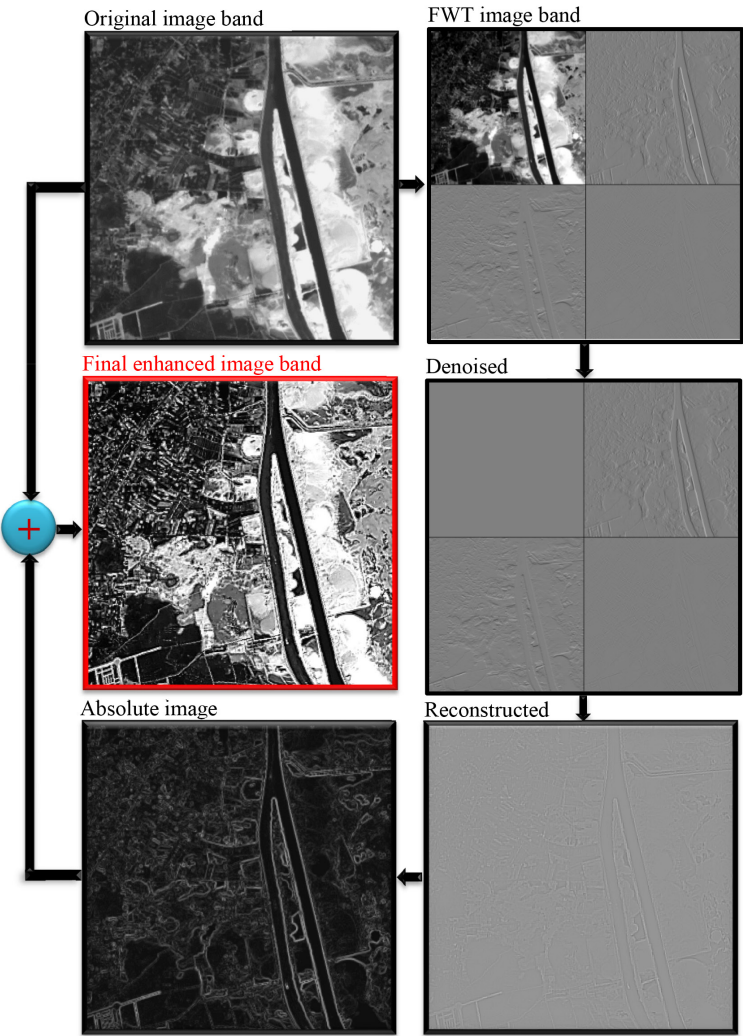 Original image band
FWT image band
Final enhanced image band
Denoised
+
Absolute image
Reconstructed